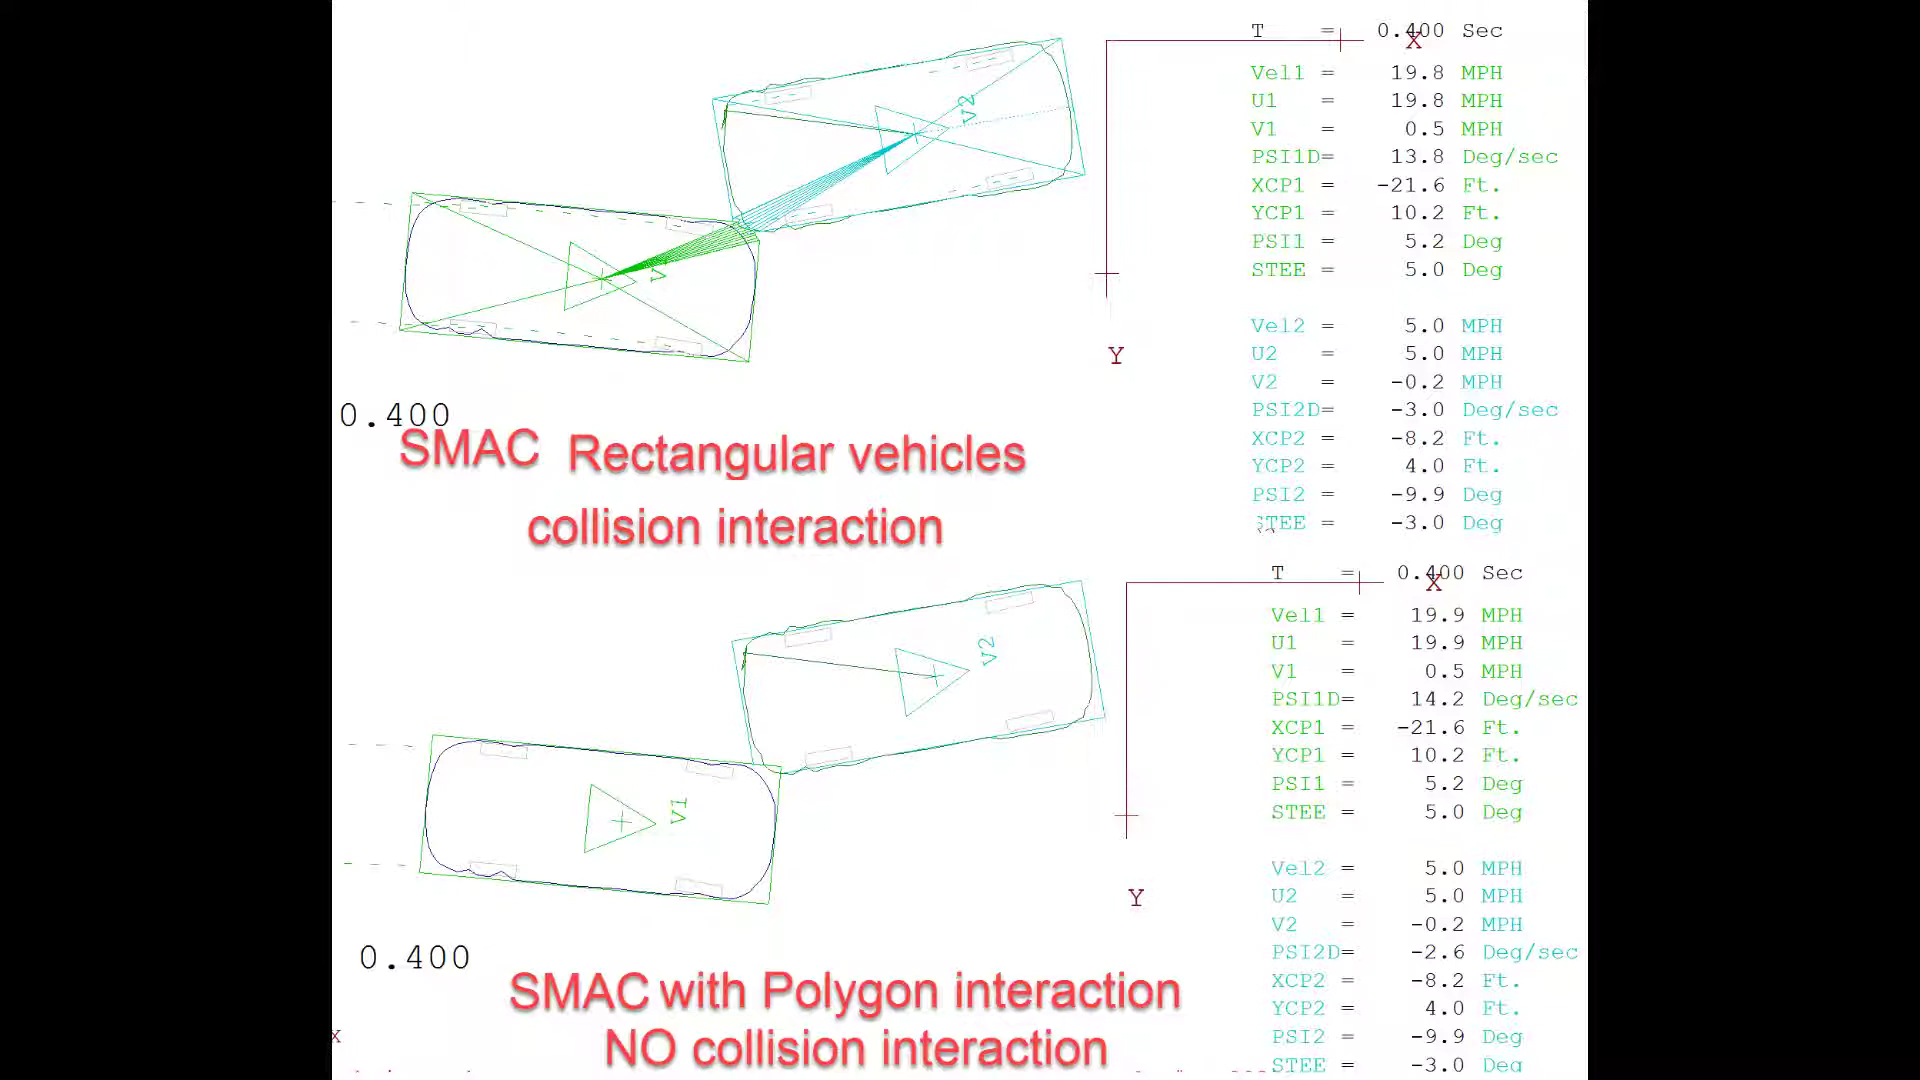 T = 0.400 Sec
X
Vel1 = 19.8 MPH
U1 = 19.8 MPH
V1 = 0.5 MPH
PSI1D= 13.8 Deg/sec
XCP1 = -21.6 Ft.
YCP1 = 10.2 Ft.
PSI1 = 5.2 Deg
STEE = 5.0 Deg
V2
Y
Vel2 = 5.0 MPH
U2 = 5.0 MPH
V2 = -0.2 MPH
PSI2D= -3.0 Deg/sec
XCP2 = -8.2 Ft.
YCP2 = 4.0 Ft.
PSI2 = -9.9 Deg
STEE = -3.0 Deg
0.400
SMAC Rectangular vehicles
collision interaction
T = 0.400 Sec
X
Vel1 = 19.9 MPH
U1 = 19.9 MPH
V1 = 0.5 MPH
PSI1D= 14.2 Deg/sec
XCP1 = -21.6 Ft.
YCP1 = 10.2 Ft.
PSI1 = 5.2 Deg
STEE = 5.0 Deg
V2
V1
Y
Vel2 = 5.0 MPH
U2 = 5.0 MPH
V2 = -0.2 MPH
PSI2D= -2.6 Deg/sec
XCP2 = -8.2 Ft.
YCP2 = 4.0 Ft.
PSI2 = -9.9 Deg
STEE = -3.0 Deg
0.400
SMAC with Polygon interaction
NO collision interaction
X